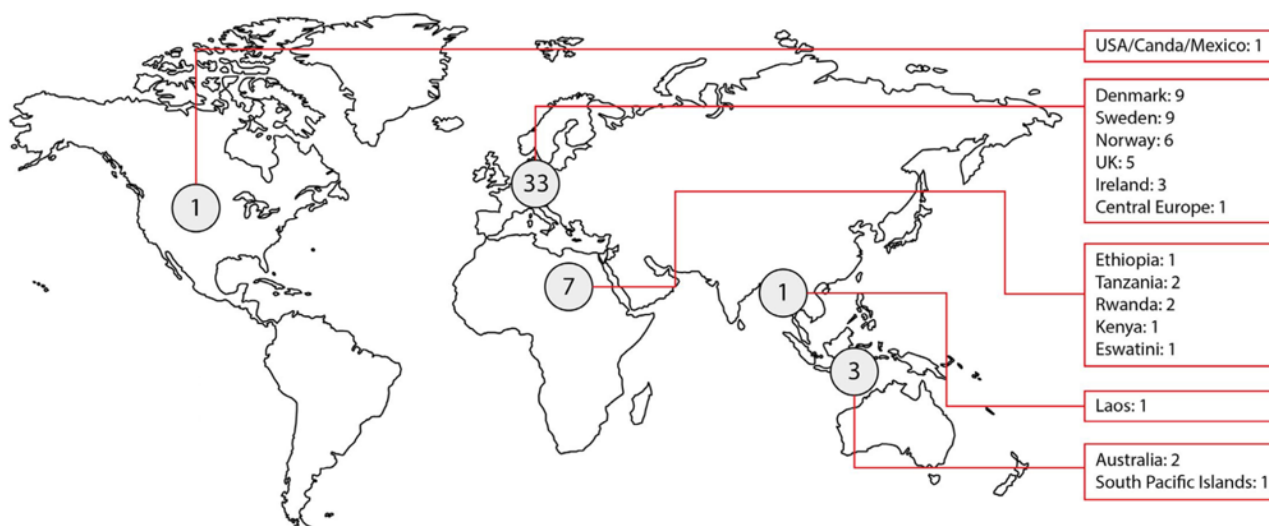 USA/Canda/Mexico: 1
Denmark: 9
Sweden: 9
Norway: 6
UK: 5
Ireland: 3
Central Europe: 1
1
33
7
1
3
Ethiopia: 1
Tanzania: 2
Rwanda: 2
Kenya: 1
Eswatini: 1
Laos: 1
Australia: 2
South Pacific Islands: 1